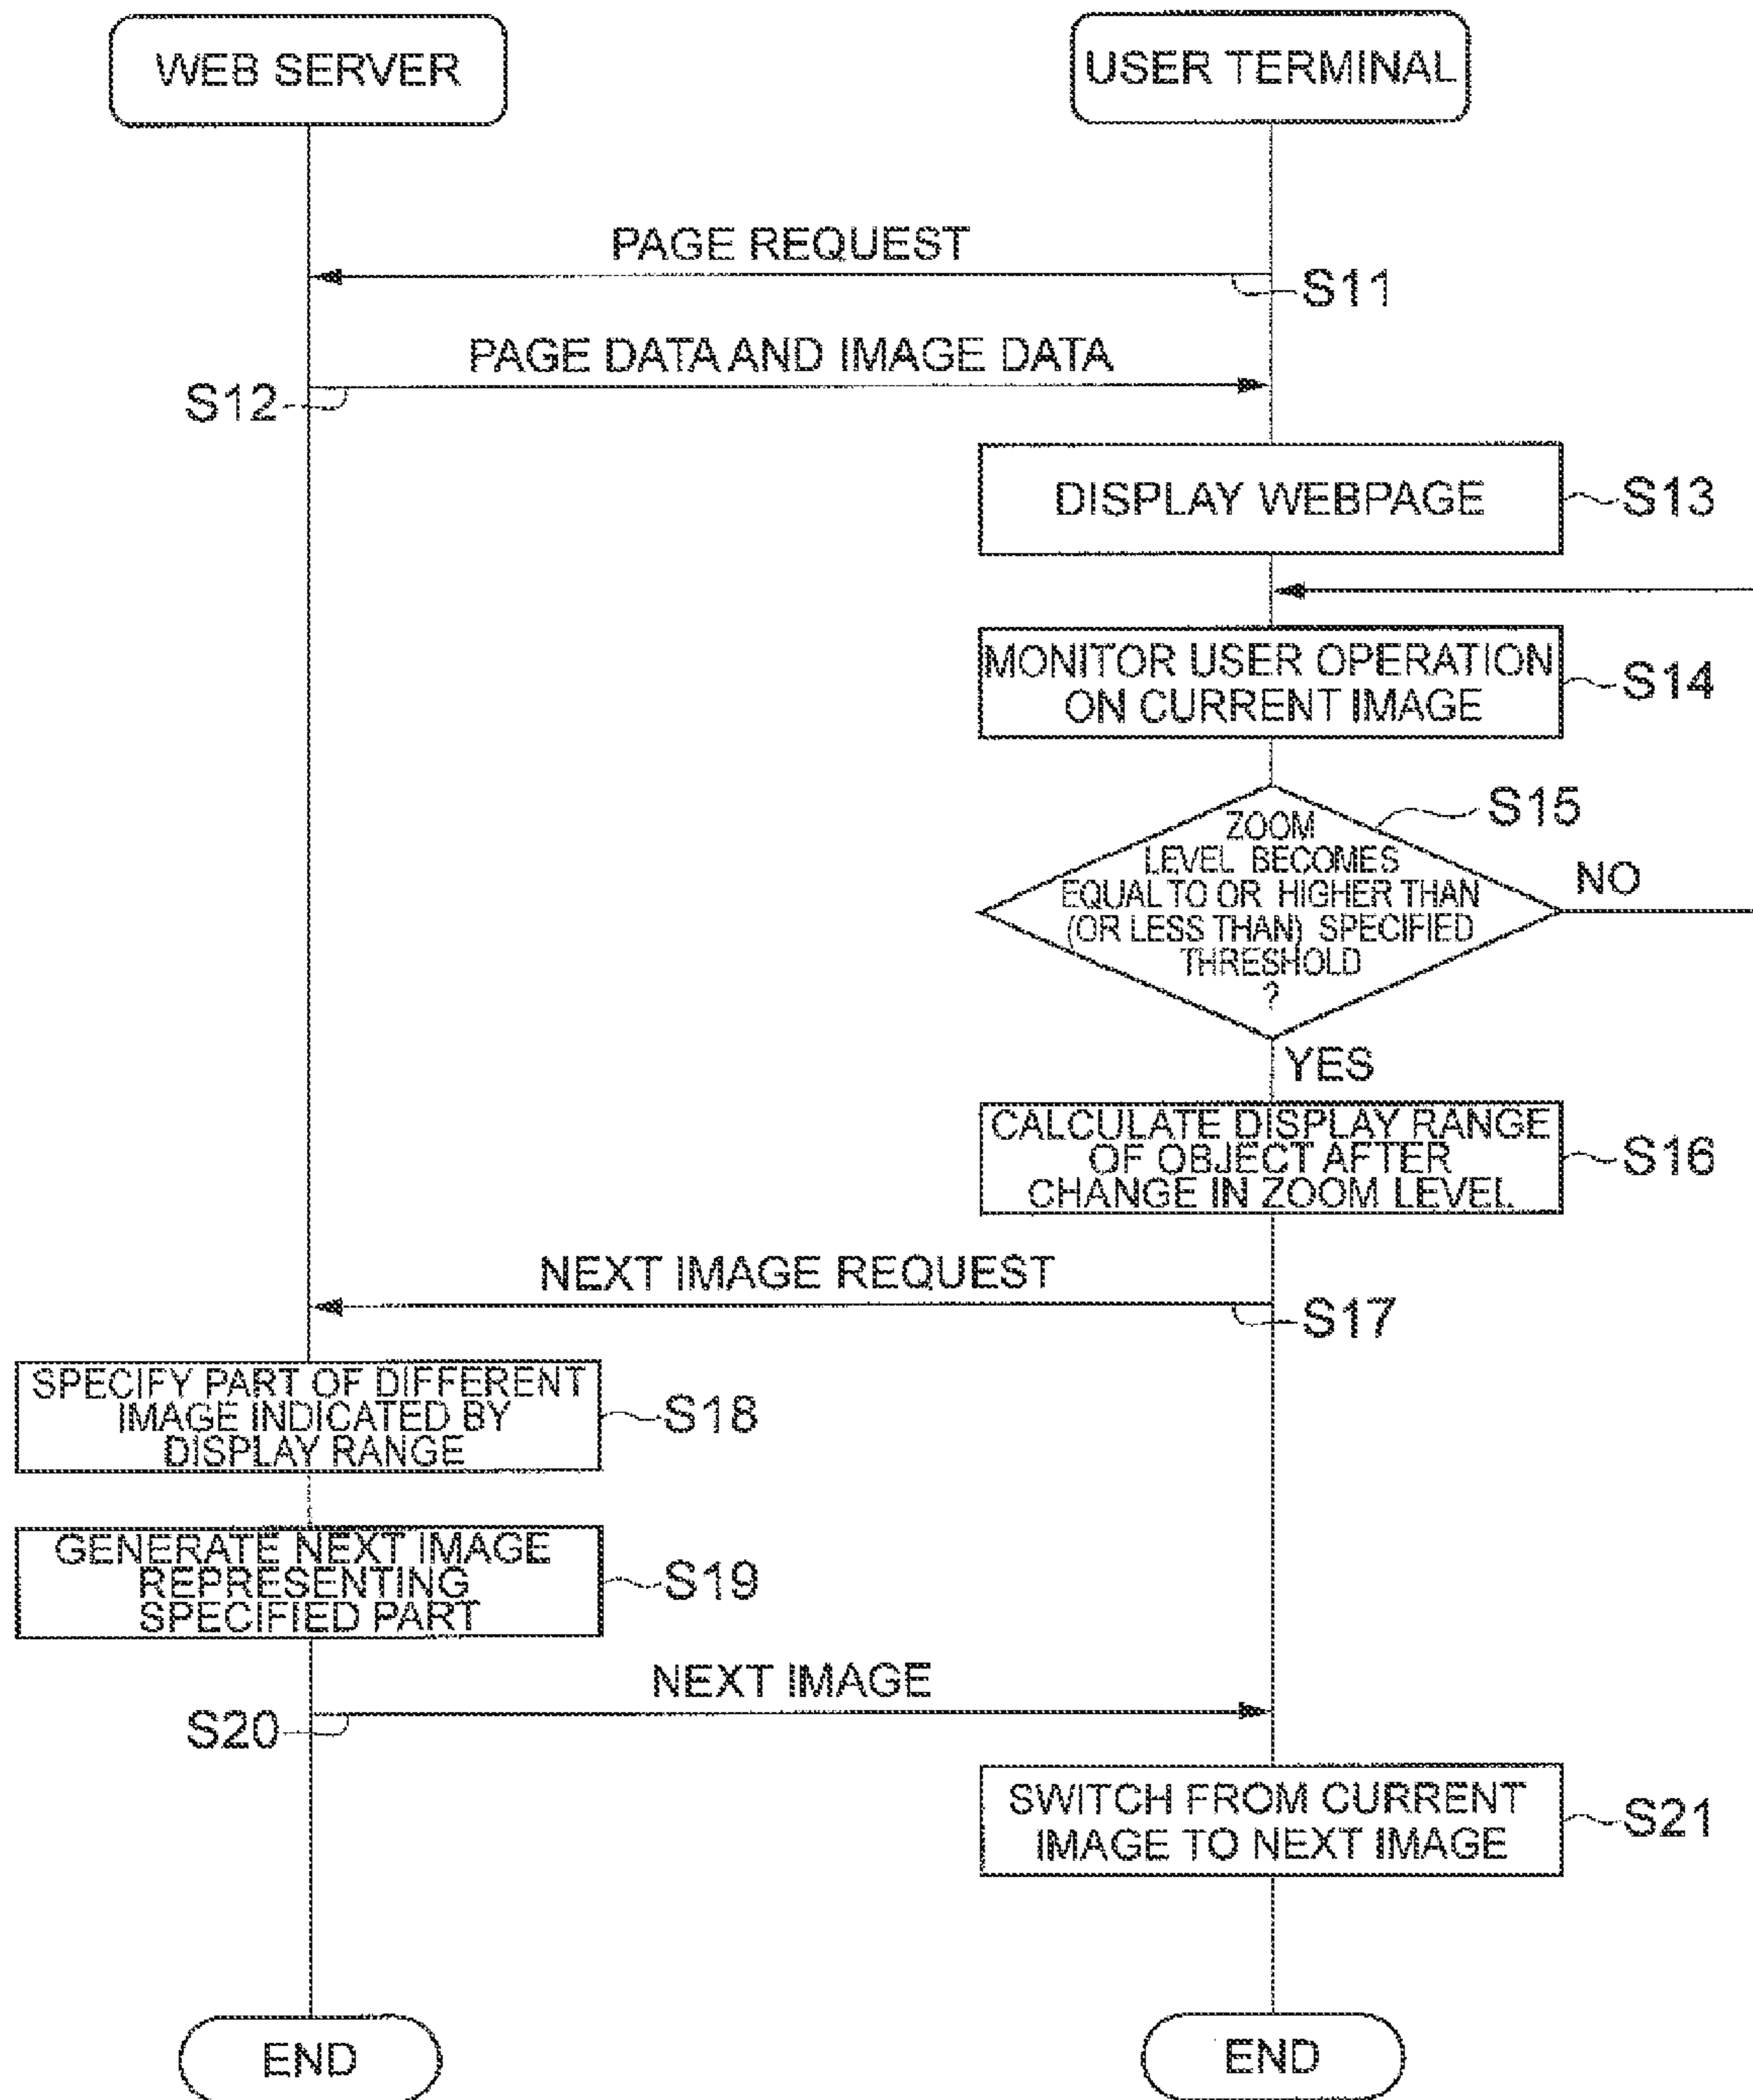 WEB SERVER
USER TERMINAL
PAGE REQUEST
S11
PAGE DATA AND IMAGE DATA
S12
DISPLAY WEBPAGE
S13
MONITOR USER OPERATION
ON CURRENT IMAGE
S14
S15
ZOOM
LEVEL BECOMES
EQUAL TO OR HIGHER THAN
(OR LESS THAN) SPECIFIED
THRESHOLD
?
NO
YES
CALCULATE DISPLAY RANGE
OF OBJECT AFTER
CHANGE IN ZOOM LEVEL
S16
NEXT IMAGE REQUEST
S17
SPECIFY PART OF DIFFERENT
IMAGE INDICATED BY
DISPLAY RANGE
S18
GENERATE NEXT IMAGE
REPRESENTING
SPECIFIED PART
S19
NEXT IMAGE
S20
SWITCH FROM CURRENT
IMAGE TO NEXT IMAGE
S21
END
END